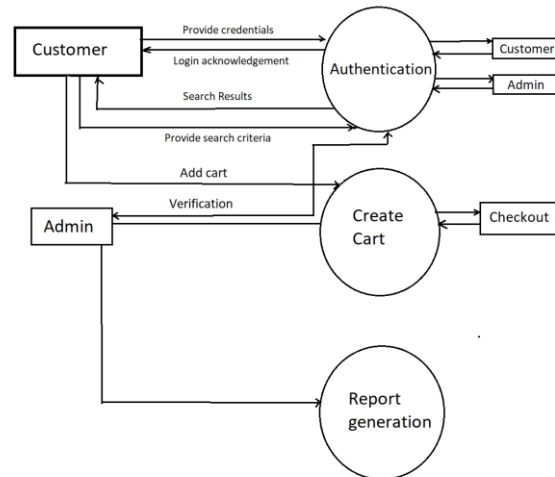 Provide credentials
Customer
Login acknowledgement
Authentication
Customer
Admin
Search Results
Provide search criteria
Add cart
Verification
Admin
Create
Cart
Checkout
Report
generation